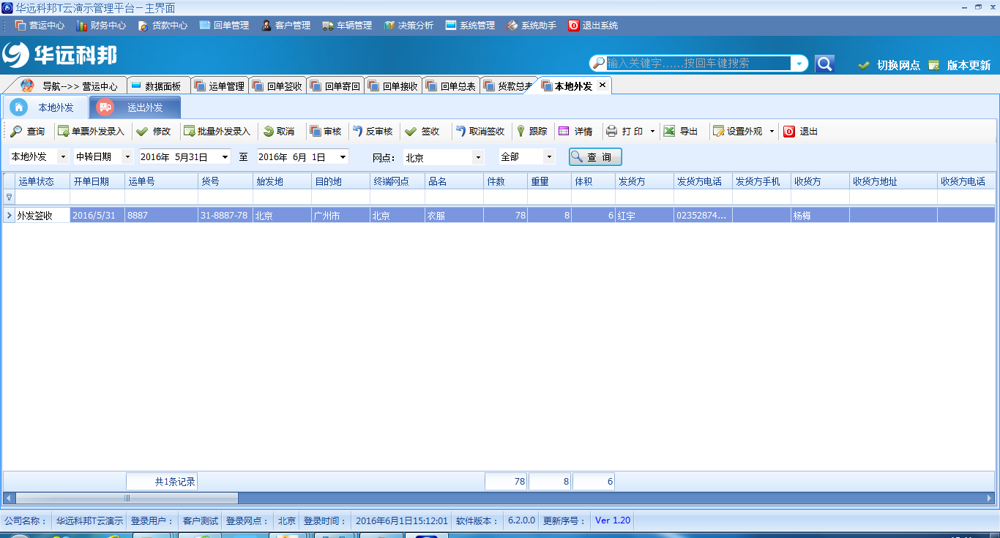 华远科邦T云演示管理平台－主界面
营运中心 财务中心 货款中心 回单管理 客户管理 车辆管理 决策分析 系统管理 系统助手 退出系统
华远科邦
输入关键字......按回车键搜索
切换网点 版本更新
导航-->> 营运中心 数据面板 运单管理 回单签收 回单寄回 回单接收 回单总表 货款总表 本地外发
本地外发 送出外发
查询 单票外发录入 修改 批量外发录入 取消 审核 反审核 签收 取消签收 跟踪 详情 打 印 导出 设置外观 退出
本地外发 中转日期 2016年 5月31日 至 2016年 6月 1日 网点： 北京 全部 查 询
运单状态 开单日期 运单号 货号 始发地 目的地 终端网点 品名 件数 重量 体积 发货方 发货方电话 发货方手机 收货方 收货方地址 收货方电话
外发签收 2016/5/31 8887 31-8887-78 北京 广州市 北京 衣服 78 8 6 红宇 02352874... 杨梅
共1条记录 78 8 6
公司名称： 华远科邦T云演示 登录用户： 客户测试 登录网点： 北京 登录时间： 2016年6月1日15:12:01 软件版本： 6.2.0.0 更新序号： Ver 1.20